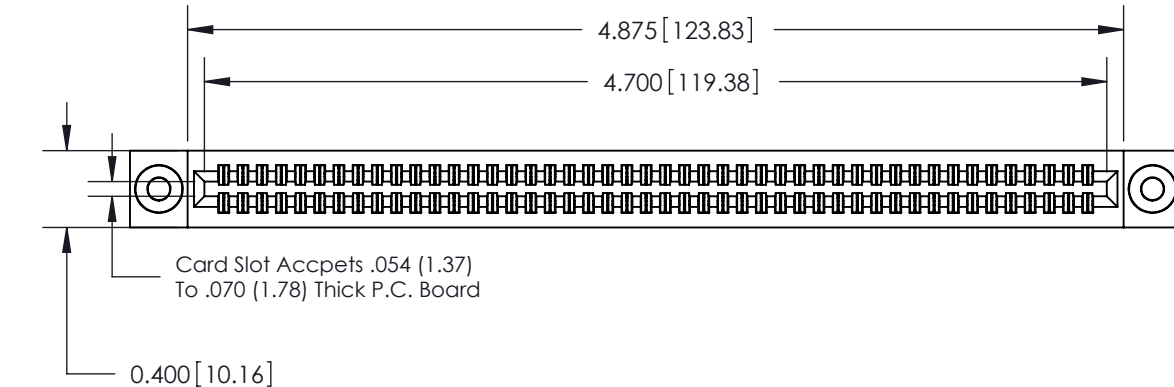 4.875[123.83]
4.700[119.38]
Card Slot Accpets .054 (1.37)
To .070 (1.78) Thick P.C. Board
0.400[10.16]